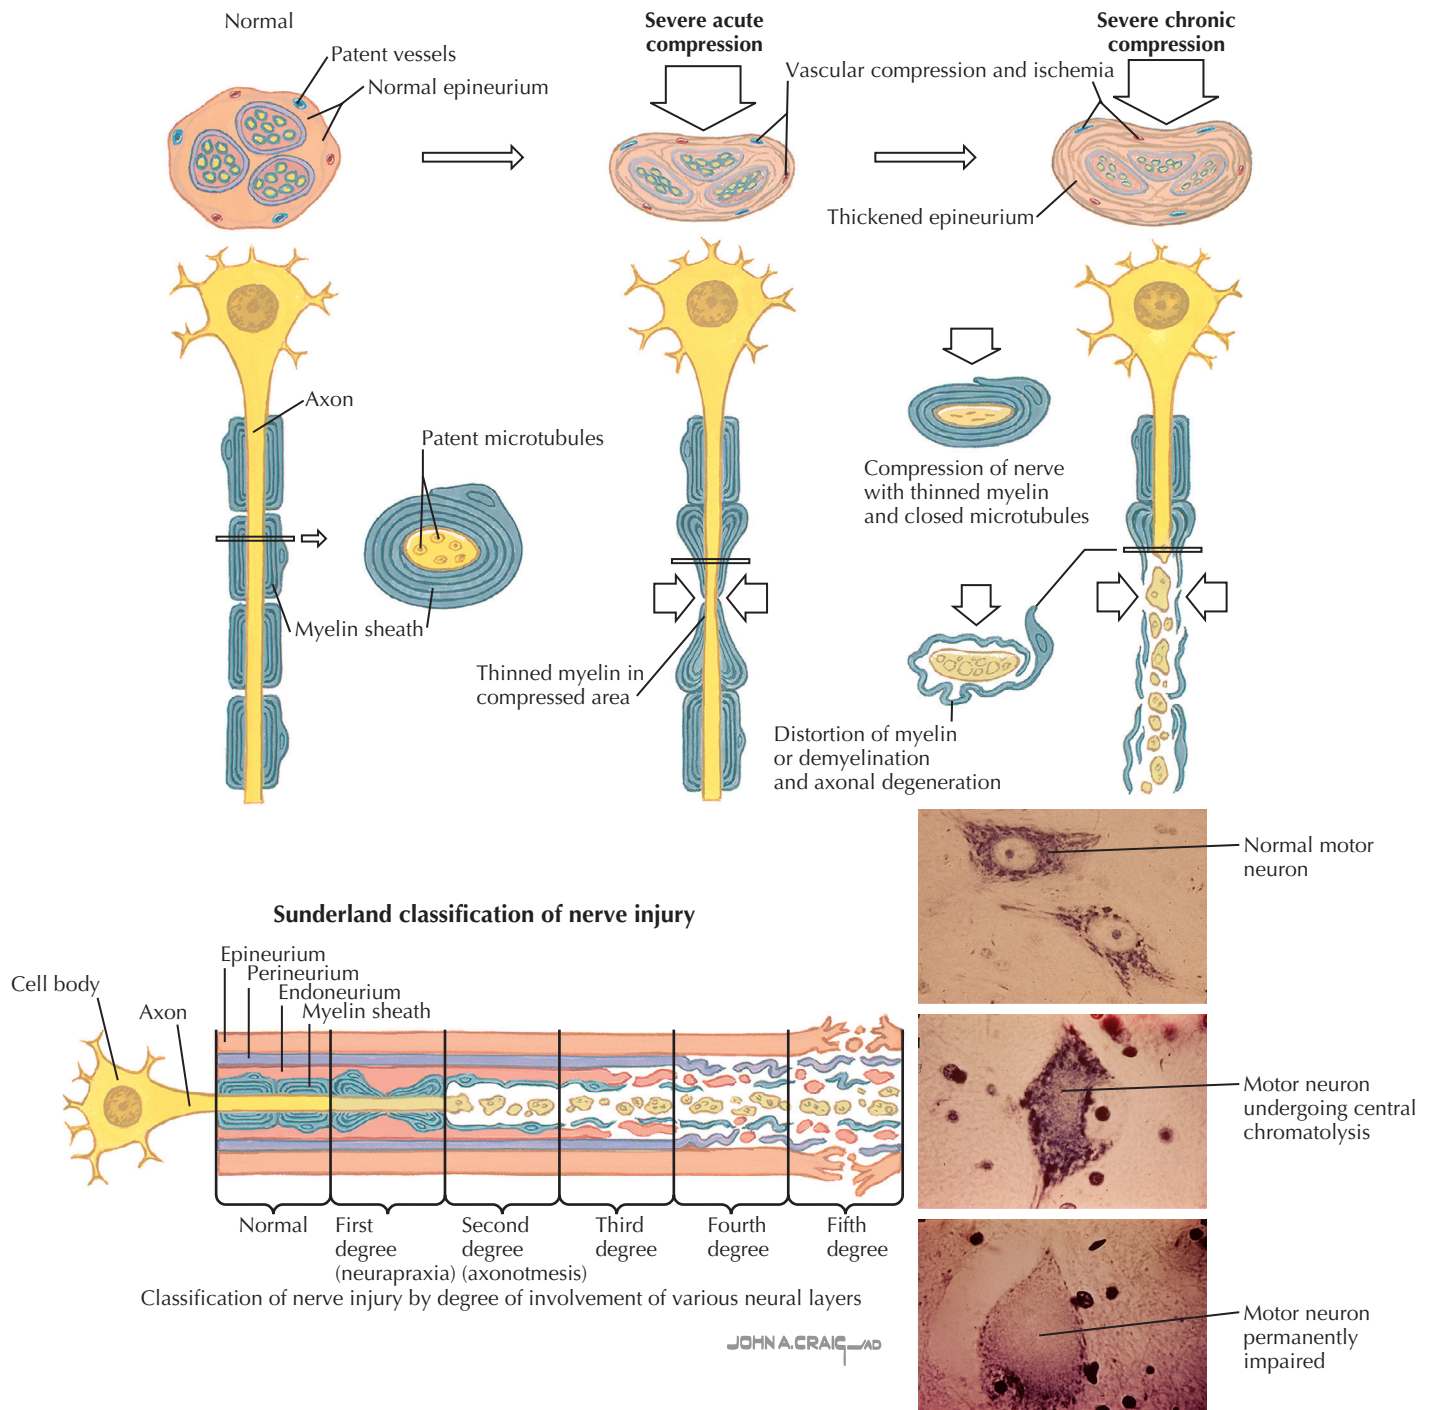 Normal
Severe acute
compression
Severe chronic
compression
Patent vessels
Normal epineurium
Vascular compression and ischemia
Thickened epineurium
Axon
Patent microtubules
Myelin sheath
Thinned myelin in
compressed area
Compression of nerve
with thinned myelin
and closed microtubules
Distortion of myelin
or demyelination
and axonal degeneration
Normal motor
neuron
Motor neuron
undergoing central
chromatolysis
Motor neuron
permanently
impaired
Sunderland classification of nerve injury
Epineurium
Perineurium
Endoneurium
Myelin sheath
Cell body
Axon
Normal
First
degree
(neurapraxia)
Second
degree
(axonotmesis)
Third
degree
Fourth
degree
Fifth
degree
Classification of nerve injury by degree of involvement of various neural layers
JOHN A. CRAIG_AD